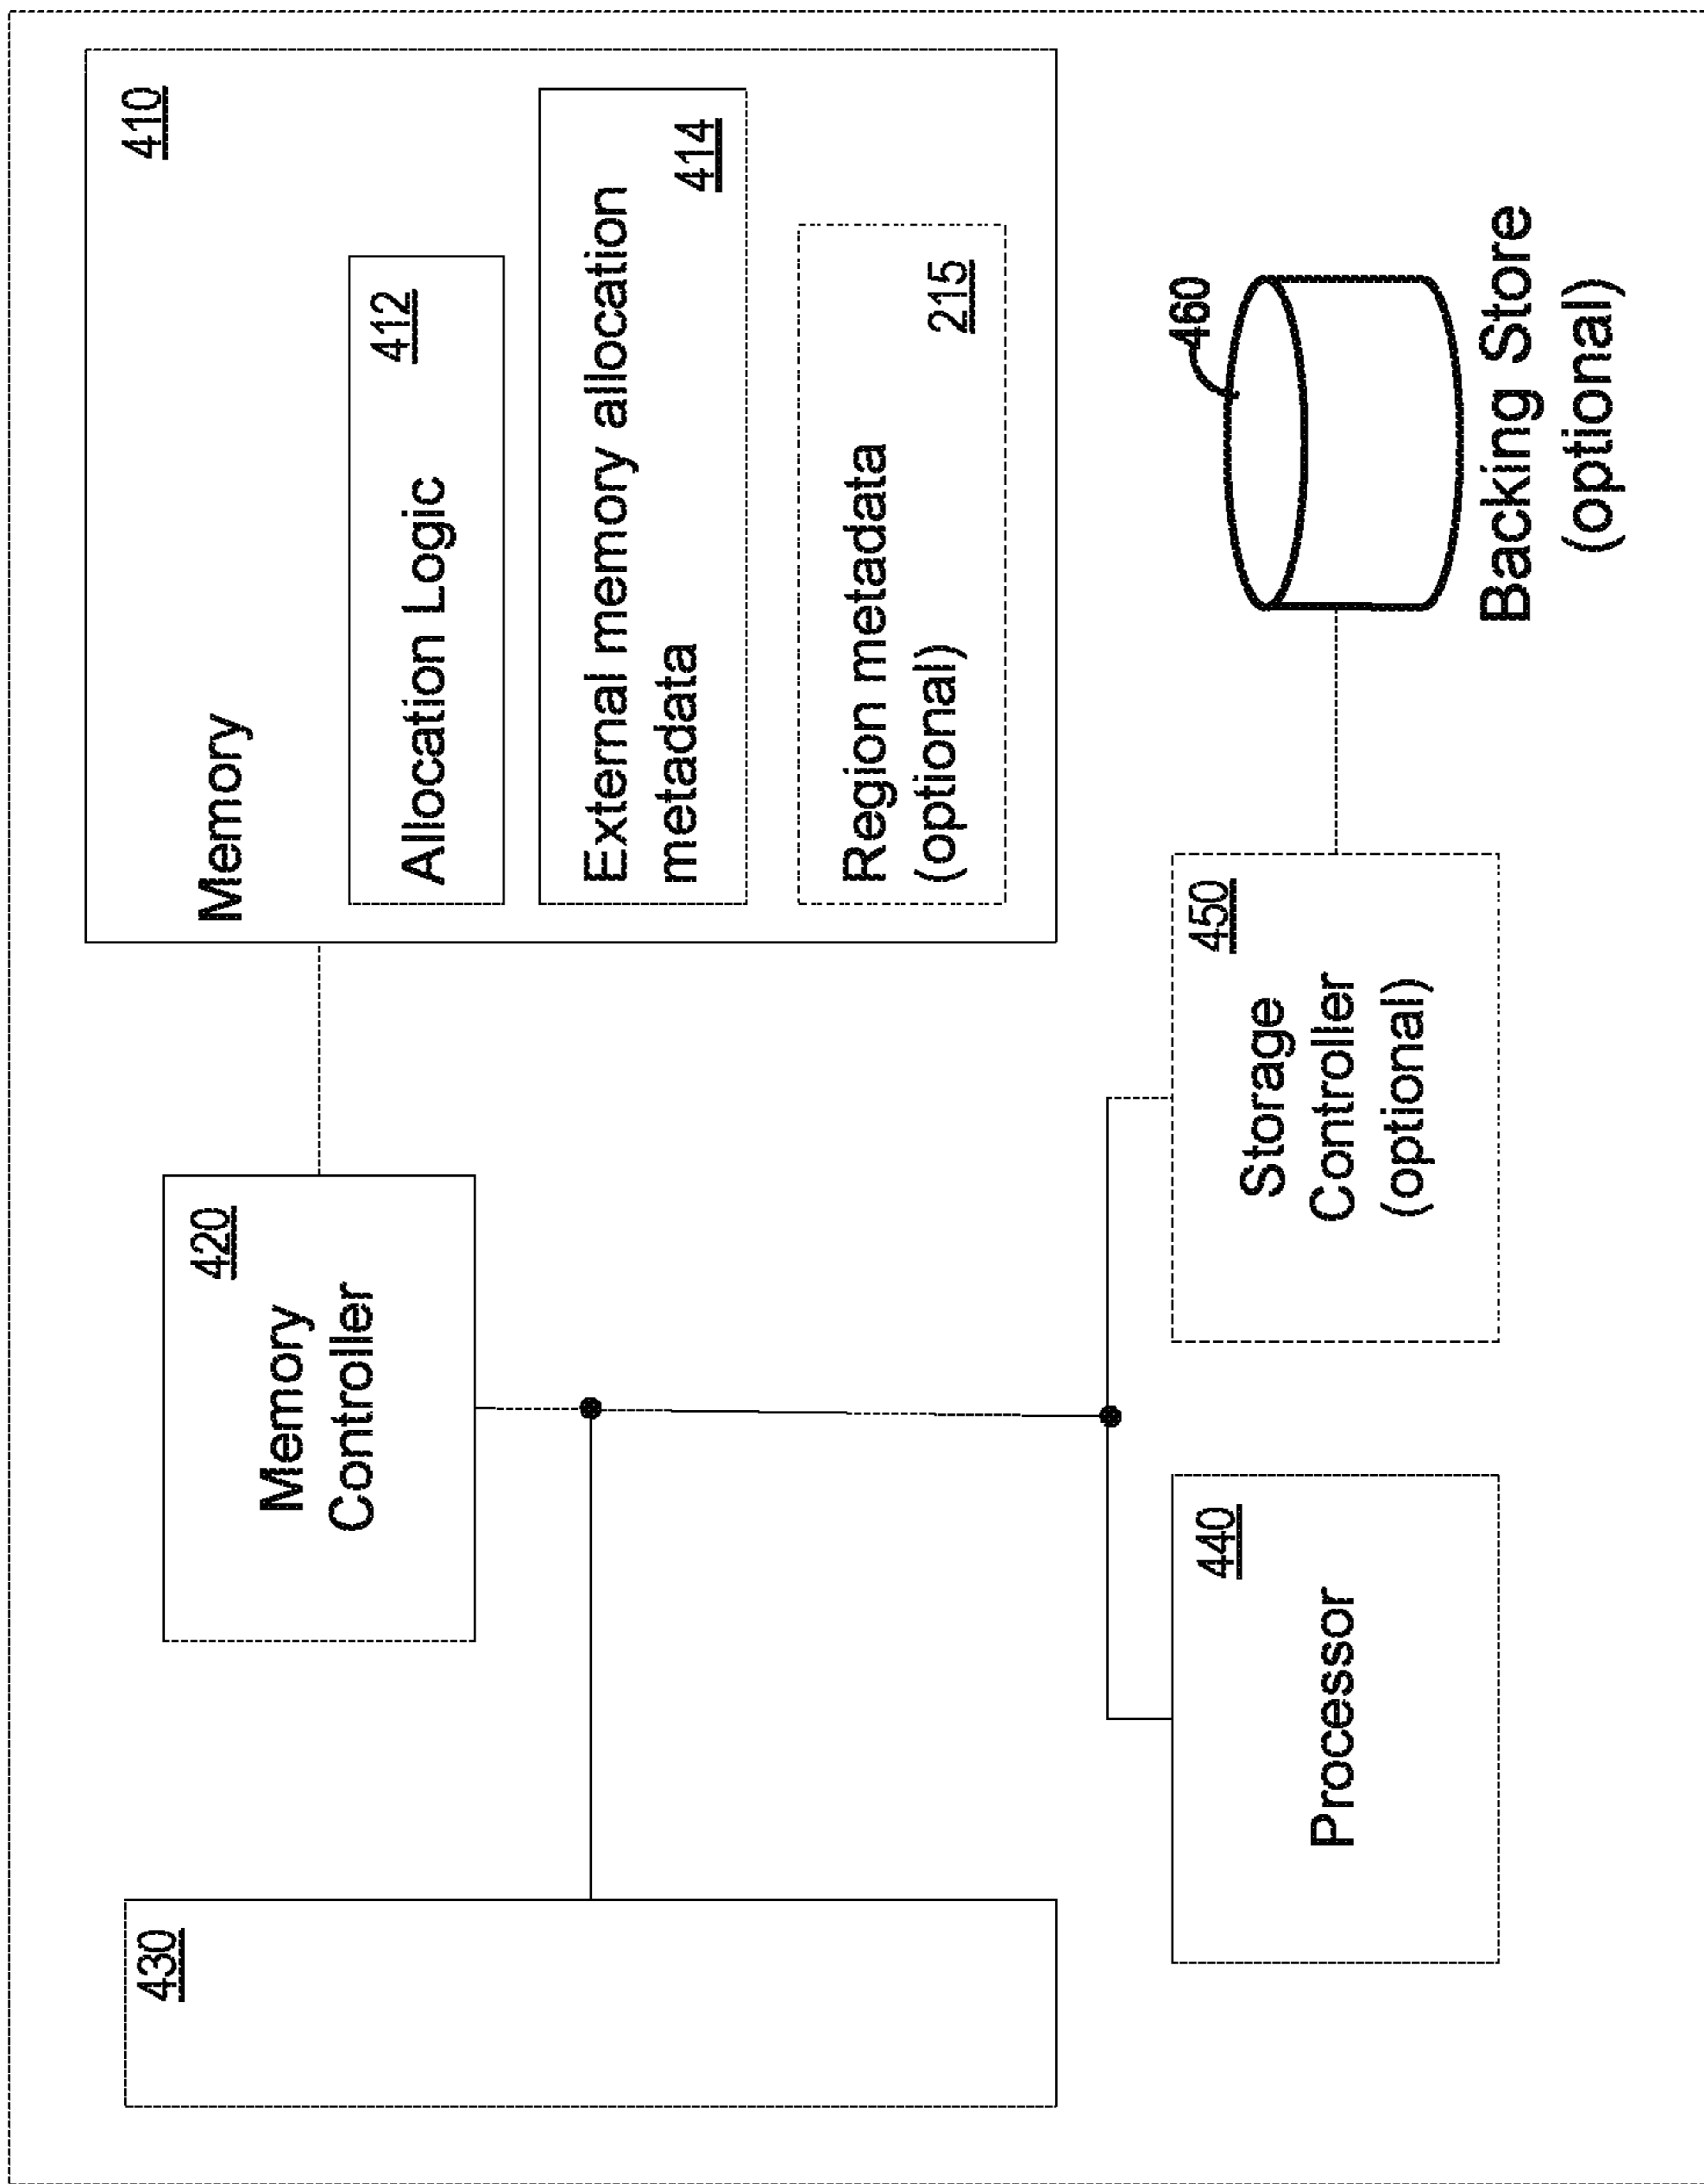 430
420
Memory
Controller
Memory
410
Allocation Logic
412
External memory allocation
metadata
414
Region metadata
(optional)
215
440
Processor
450
Storage
Controller
(optional)
460
Backing Store
(optional)